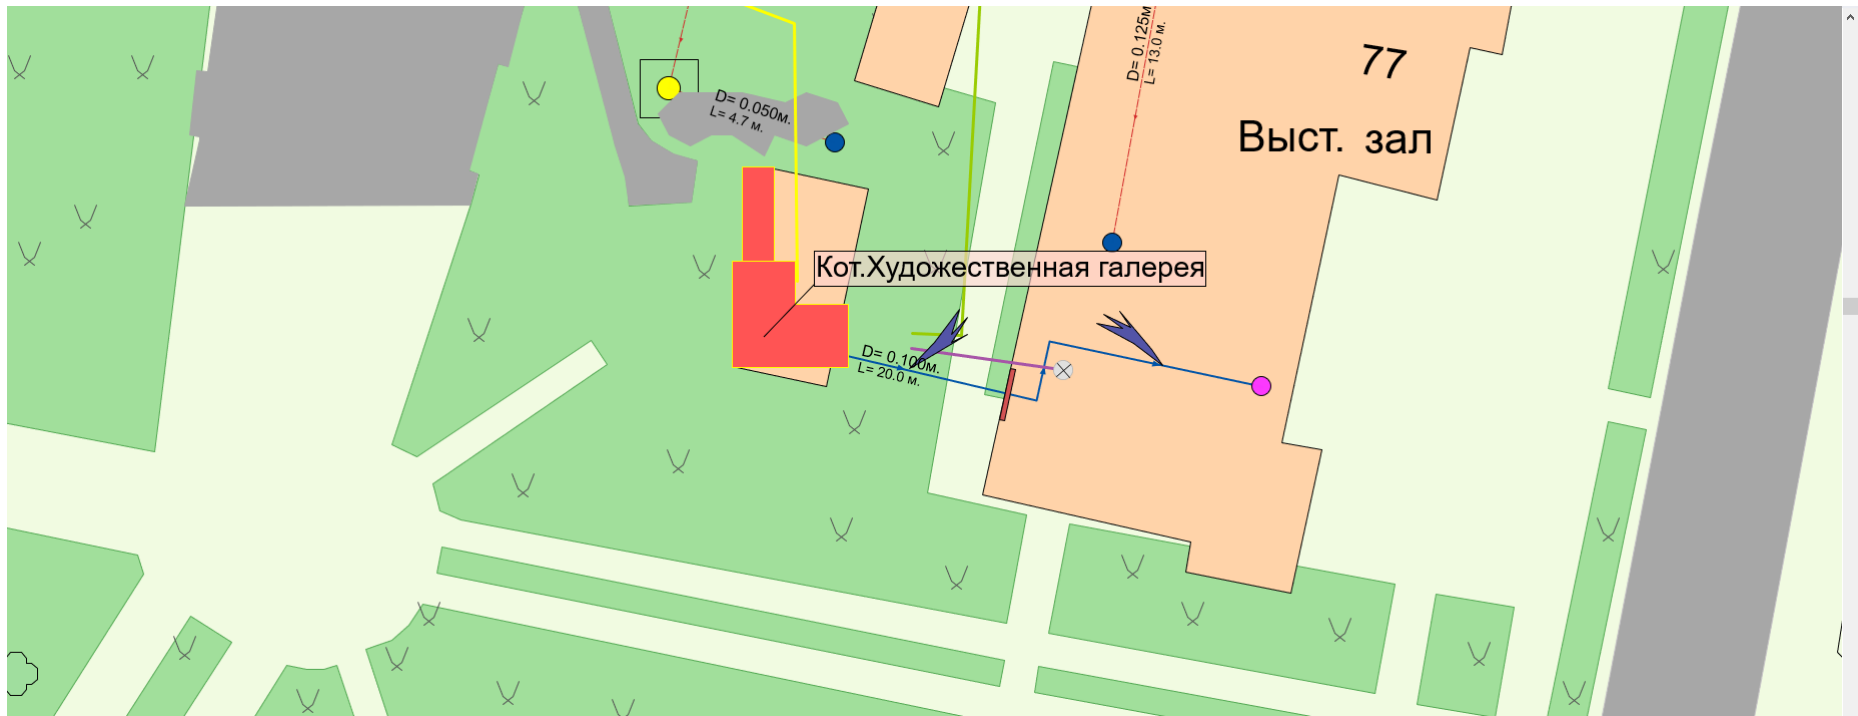 D= 0.125м
L= 13.0 м.
77
D= 0.050м.
L= 4.7 м.
Выст. зал
Кот.Художественная галерея
D= 0.100м.
L= 20.0 м.